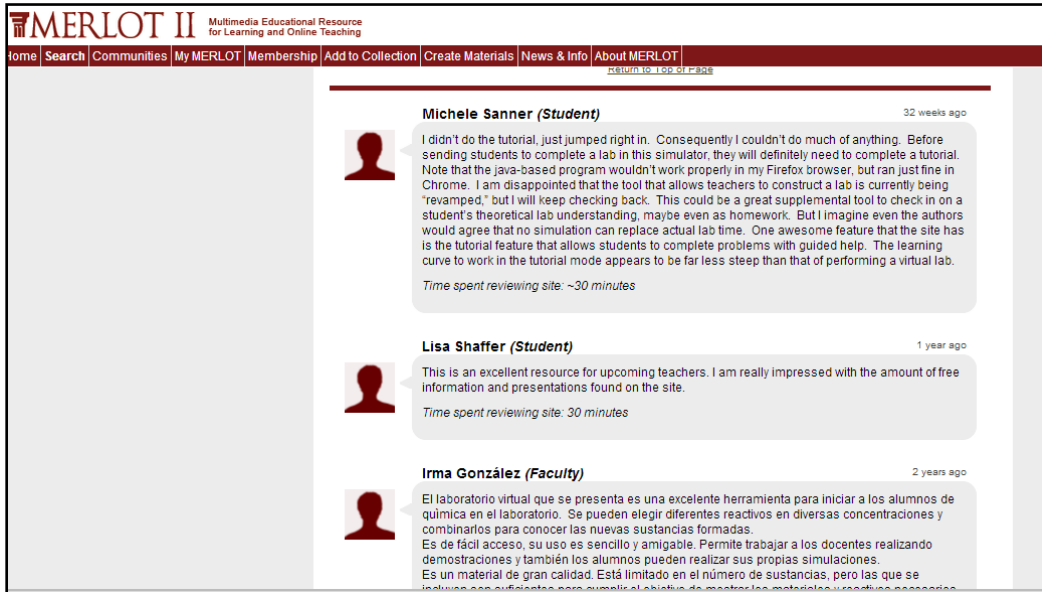 MERLOT II
Multimedia Educational Resource
for Learning and Online Teaching
Home Search Communities My MERLOT Membership Add to Collection Create Materials News & Info About MERLOT
Return to Top of Page
Michele Sanner (Student) 32 weeks ago
I didn't do the tutorial, just jumped right in. Consequently I couldn't do much of anything. Before
sending students to complete a lab in this simulator, they will definitely need to complete a tutorial.
Note that the java-based program wouldn't work properly in my Firefox browser, but ran just fine in
Chrome. I am disappointed that the tool that allows teachers to construct a lab is currently being
"revamped," but I will keep checking back. This could be a great supplemental tool to check in on a
student's theoretical lab understanding, maybe even as homework. But I imagine even the authors
would agree that no simulation can replace actual lab time. One awesome feature that the site has
is the tutorial feature that allows students to complete problems with guided help. The learning
curve to work in the tutorial mode appears to be far less steep than that of performing a virtual lab.
Time spent reviewing site: ~30 minutes
Lisa Shaffer (Student) 1 year ago
This is an excellent resource for upcoming teachers. I am really impressed with the amount of free
information and presentations found on the site.
Time spent reviewing site: 30 minutes
Irma González (Faculty) 2 years ago
El laboratorio virtual que se presenta es una excelente herramienta para iniciar a los alumnos de
quìmica en el laboratorio. Se pueden elegir diferentes reactivos en diversas concentraciones y
combinarlos para conocer las nuevas sustancias formadas.
Es de fácil acceso, su uso es sencillo y amigable. Permite trabajar a los docentes realizando
demostraciones y también los alumnos pueden realizar sus propias simulaciones.
Es un material de gran calidad. Está limitado en el número de sustancias, pero las que se
incluyen son suficientes para cumplir el objetivo de mostrar los materiales y reactivos necesarios